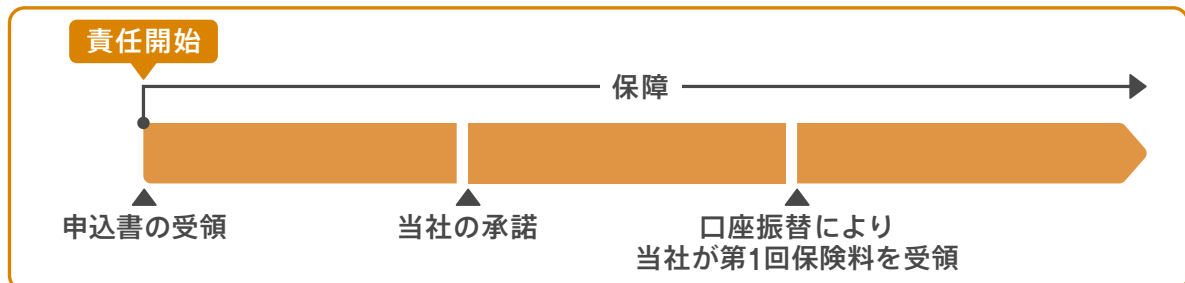 責任開始
保障
申込書の受領
当社の承諾
口座振替により
当社が第1回保険料を受領